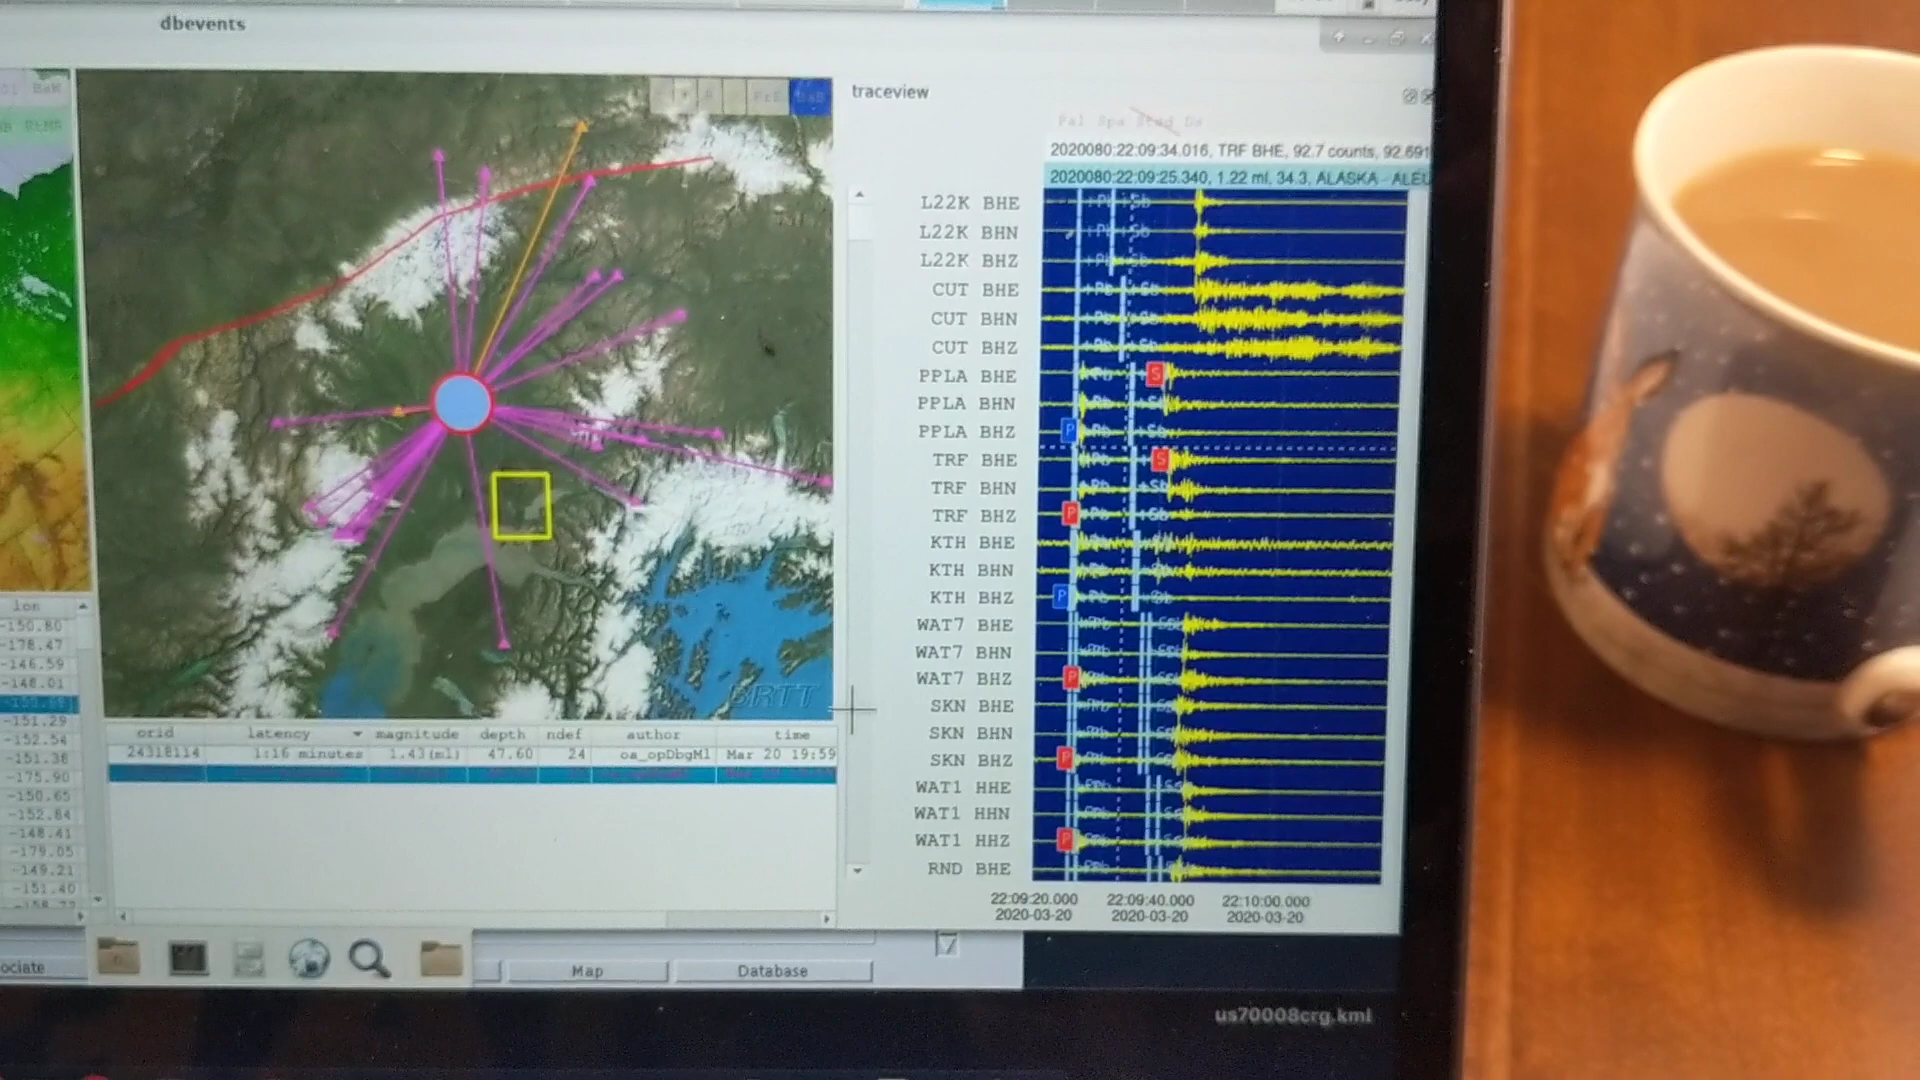 dbevents
traceview
2020080:22:09:34.016, TRF BHE, 92.7 counts, 92.691
2020080:22:09:25.340, 1.22 ml, 34.3, ALASKA - ALEU
L22K BHE
L22K BHN
L22K BHZ
CUT BHE
CUT BHN
CUT BHZ
PPLA BHE
S
PPLA BHN
PPLA BHZ
P
TRF BHE
S
TRF BHN
TRF BHZ
P
KTH BHE
KTH BHN
KTH BHZ
P
WAT7 BHE
WAT7 BHN
WAT7 BHZ
P
SKN BHE
SKN BHN
SKN BHZ
P
WAT1 HHE
WAT1 HHN
WAT1 HHZ
P
RND BHE
22:09:20.000 22:09:40.000 22:10:00.000
2020-03-20 2020-03-20 2020-03-20
BRTT
lon
-150.80
-178.47
-146.59
-148.01
-151.29
-152.54
-151.38
-175.90
-150.65
-152.84
-148.41
-179.05
-149.21
-151.40
orid latency magnitude depth ndef author time
24318114 1:16 minutes 1.43(ml) 47.60 24 oa_opDbgMl Mar 20 19:59
ociate
Map
Database
us70008crg.kml